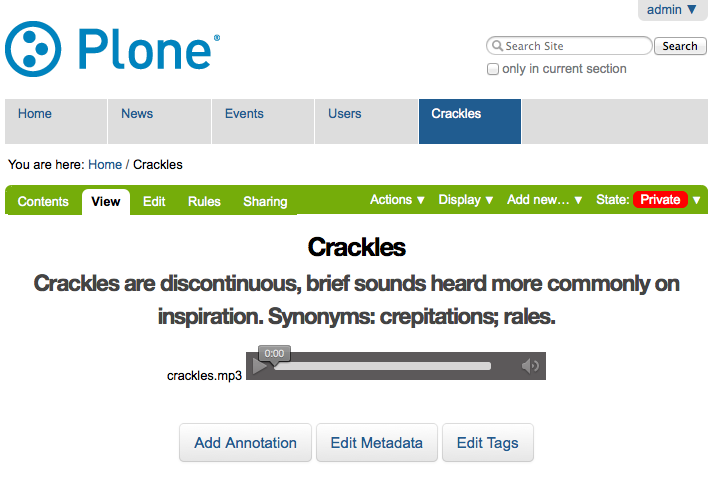 admin ▼
Plone®
Search Site Search
only in current section
Home News Events Users Crackles
You are here: Home / Crackles
Contents View Edit Rules Sharing Actions ▼ Display ▼ Add new… ▼ State: Private ▼
Crackles
Crackles are discontinuous, brief sounds heard more commonly on
inspiration. Synonyms: crepitations; rales.
0:00
crackles.mp3
Add Annotation Edit Metadata Edit Tags